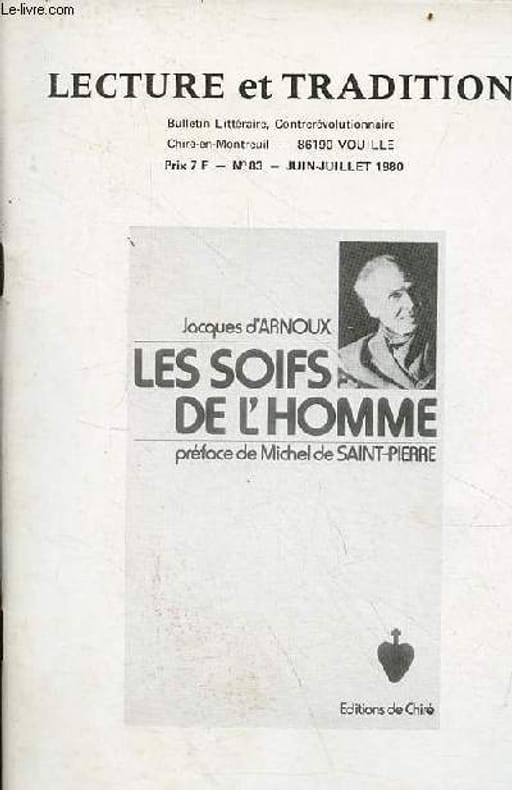 Le-livre.com
LECTURE et TRADITION
Bulletin Littéraire, Contrerévolutionnaire
Chiré-en-Montreuil 86190 VOUILLE
Prix 7 F — Nº 83 — JUIN-JUILLET 1980
Jacques d'ARNOUX
LES SOIFS
DE L'HOMME
préface de Michel de SAINT-PIERRE
Editions de Chiré